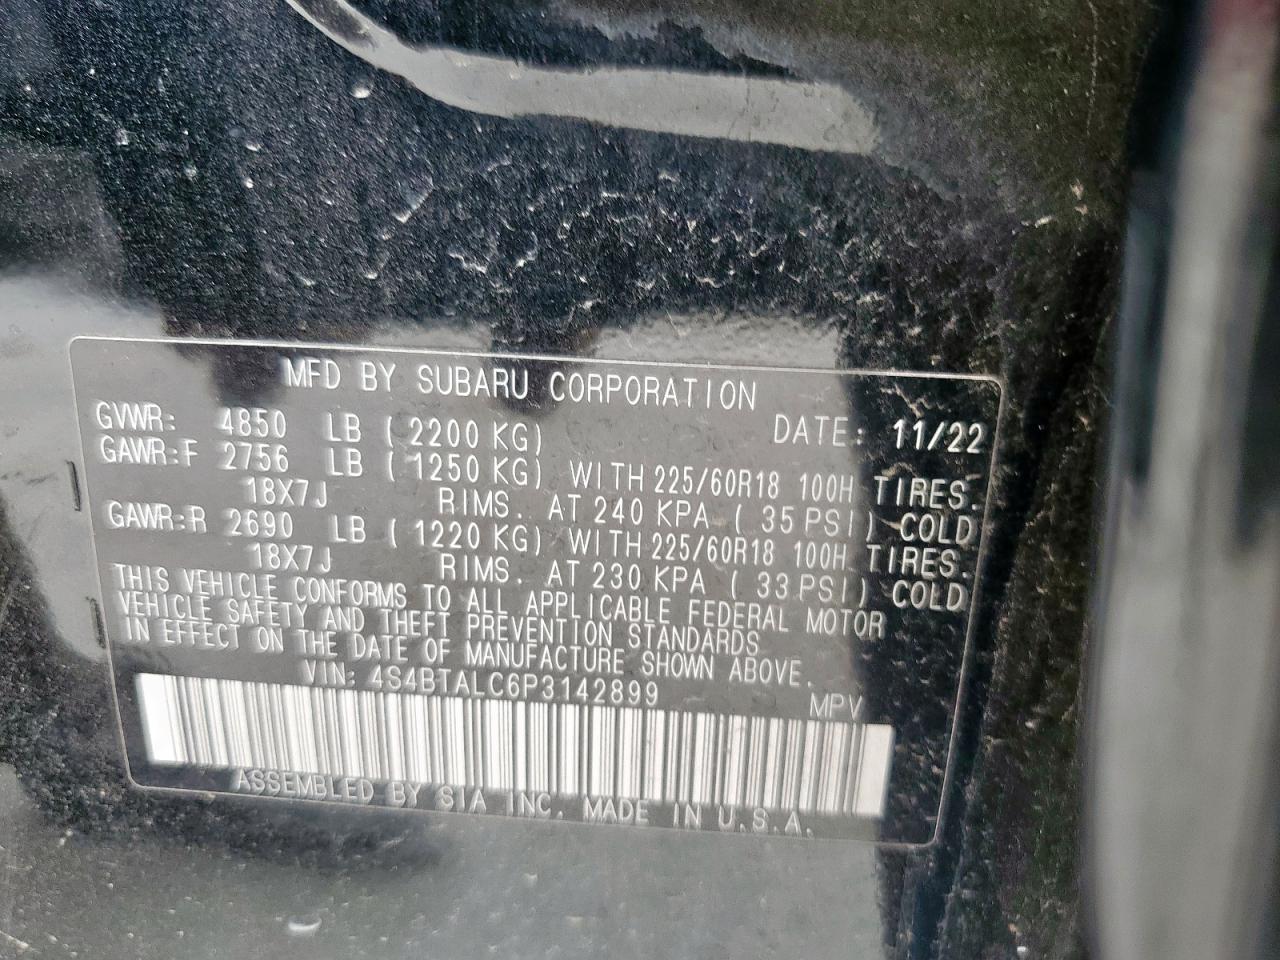 MFD BY SUBARU CORPORATION
GVWR: 4850 LB ( 2200 KG) DATE: 11/22
GAWR:F 2756 LB ( 1250 KG) WITH 225/60R18 100H TIRES.
18X7J RIMS. AT 240 KPA ( 35 PSI) COLD
GAWR:R 2690 LB ( 1220 KG) WITH 225/60R18 100H TIRES.
18X7J RIMS. AT 230 KPA ( 33 PSI) COLD
THIS VEHICLE CONFORMS TO ALL APPLICABLE FEDERAL MOTOR
VEHICLE SAFETY AND THEFT PREVENTION STANDARDS
IN EFFECT ON THE DATE OF MANUFACTURE SHOWN ABOVE.
VIN: 4S4BTALC6P3142899 MPV
ASSEMBLED BY SIA INC. MADE IN U.S.A.